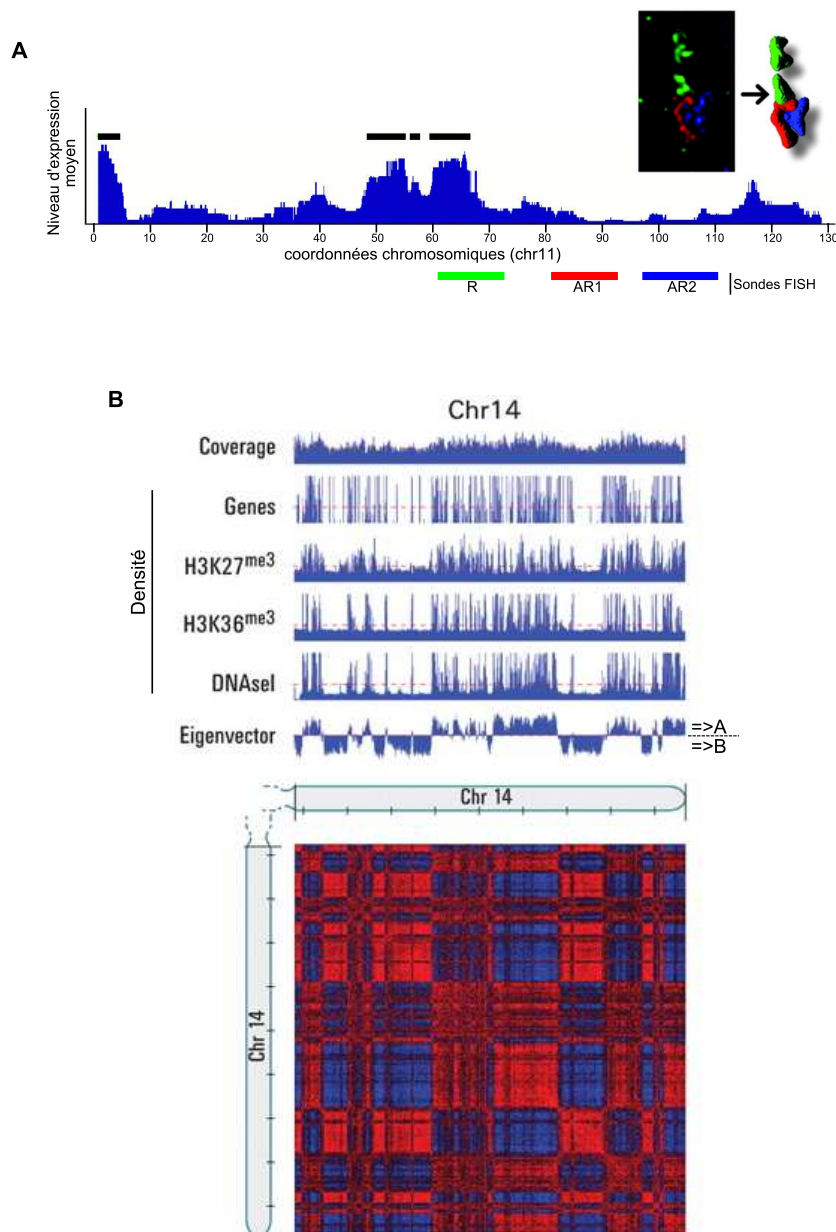 A
Niveau d'expression
moyen
0 10 20 30 40 50 60 70 80 90 100 110 120 130
coordonnées chromosomiques (chr11)
R AR1 AR2 Sondes FISH
B
Chr14
Coverage
Densité
Genes
H3K27me3
H3K36me3
DNAseI
Eigenvector
=>A
=>B
Chr 14
Chr 14